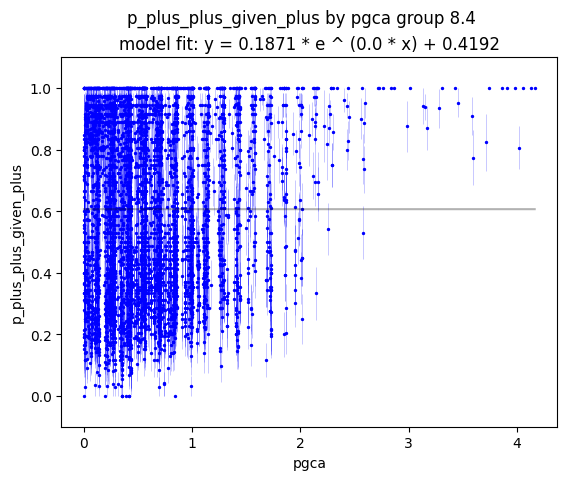 p_plus_plus_given_plus by pgca group 8.4
model fit: y = 0.1871 * e ^ (0.0 * x) + 0.4192
1.0
0.8
0.6
0.4
0.2
0.0
p_plus_plus_given_plus
0 1 2 3 4
pgca